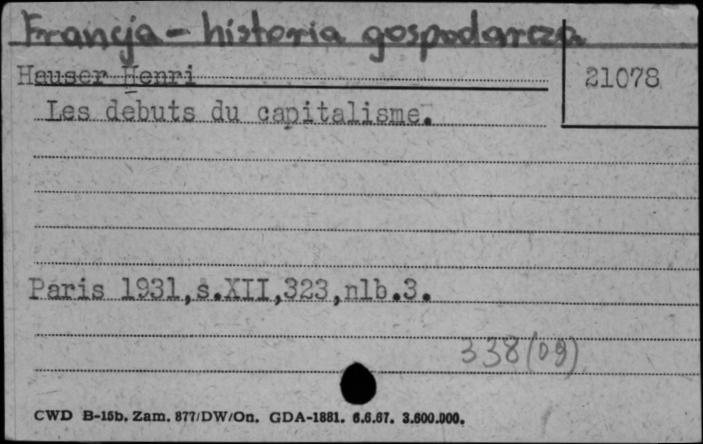 Francja - historia gospodarcza
Hauser Henri
21078
Les debuts du capitalisme.
Paris 1931,s.XII,323,nlb.3.
338(09)
CWD B-15b. Zam. 877/DW/On. GDA-1881. 6.6.67. 3.600.000.